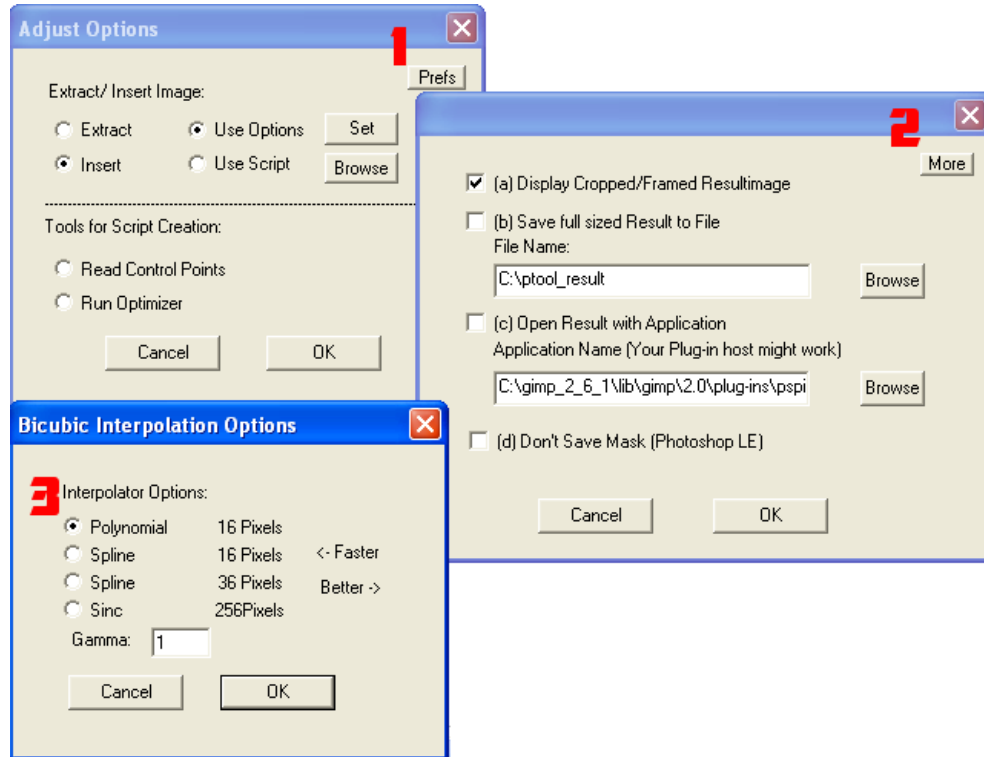 Adjust Options
1
Prefs
Extract/ Insert Image:
Extract Use Options Set
Insert Use Script Browse
Tools for Script Creation:
Read Control Points
Run Optimizer
Cancel OK
2
More
(a) Display Cropped/Framed Resultimage
(b) Save full sized Result to File
File Name:
C:\ptool_result Browse
(c) Open Result with Application
Application Name (Your Plug-in host might work)
C:\gimp_2_6_1\lib\gimp\2.0\plug-ins\pspi Browse
(d) Don't Save Mask (Photoshop LE)
Cancel OK
Bicubic Interpolation Options
3
Interpolator Options:
Polynomial 16 Pixels
Spline 16 Pixels <- Faster
Spline 36 Pixels Better ->
Sinc 256Pixels
Gamma: 1
Cancel OK